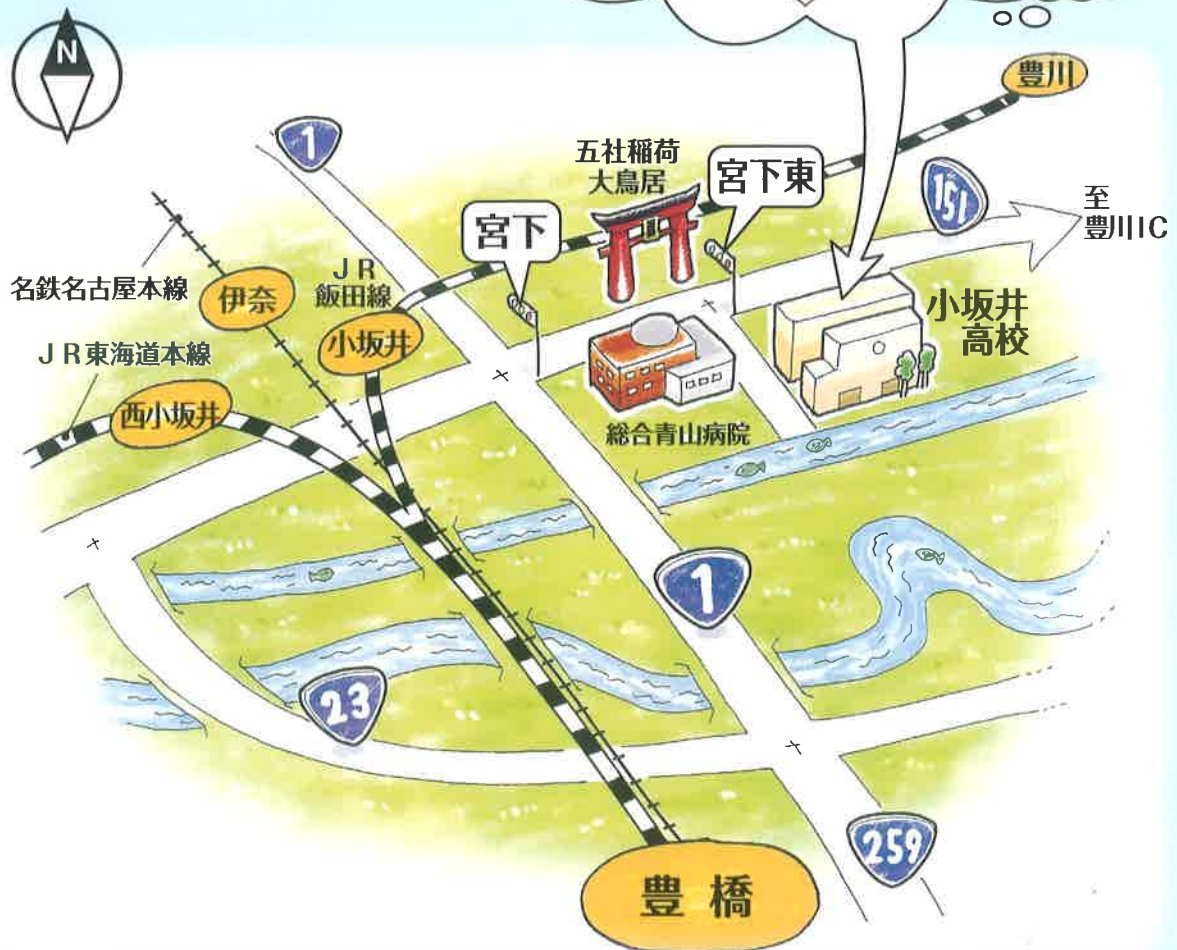 N
豊川
1
五社稲荷
大鳥居
宮下東
151
至
豊川IC
宮下
名鉄名古屋本線
伊奈
JR
飯田線
小坂井
小坂井
高校
JR東海道本線
西小坂井
総合青山病院
1
23
259
豊橋